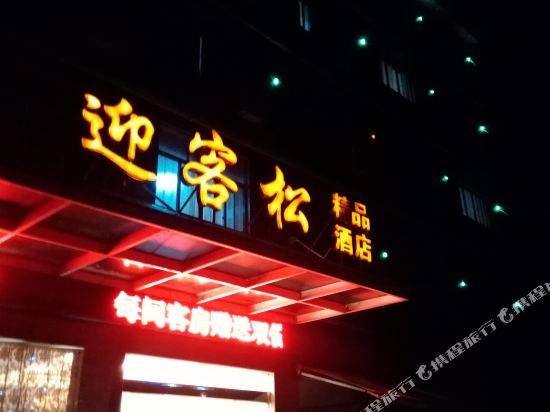 迎客松
精品
酒店
每间客房赠送双
携程旅行
携程旅行